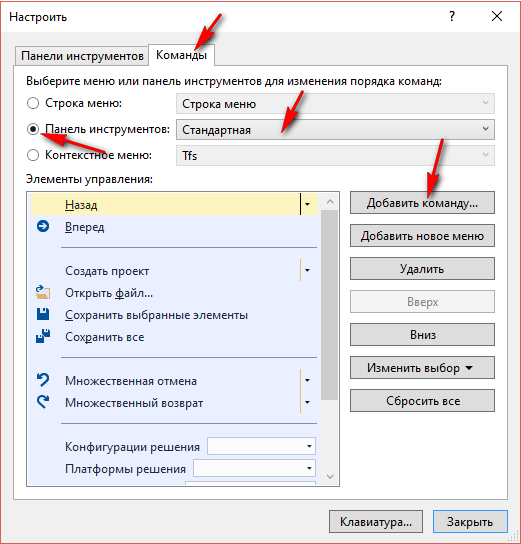 Настроить
?
Панели инструментов
Команды
Выберите меню или панель инструментов для изменения порядка команд:
Строка меню:
Строка меню
Панель инструментов:
Стандартная
Контекстное меню:
Tfs
Элементы управления:
Назад
Вперед
Создать проект
Открыть файл...
Сохранить выбранные элементы
Сохранить все
Множественная отмена
Множественный возврат
Конфигурации решения
Платформы решения
Добавить команду...
Добавить новое меню
Удалить
Вверх
Вниз
Изменить выбор
Сбросить все
Клавиатура...
Закрыть